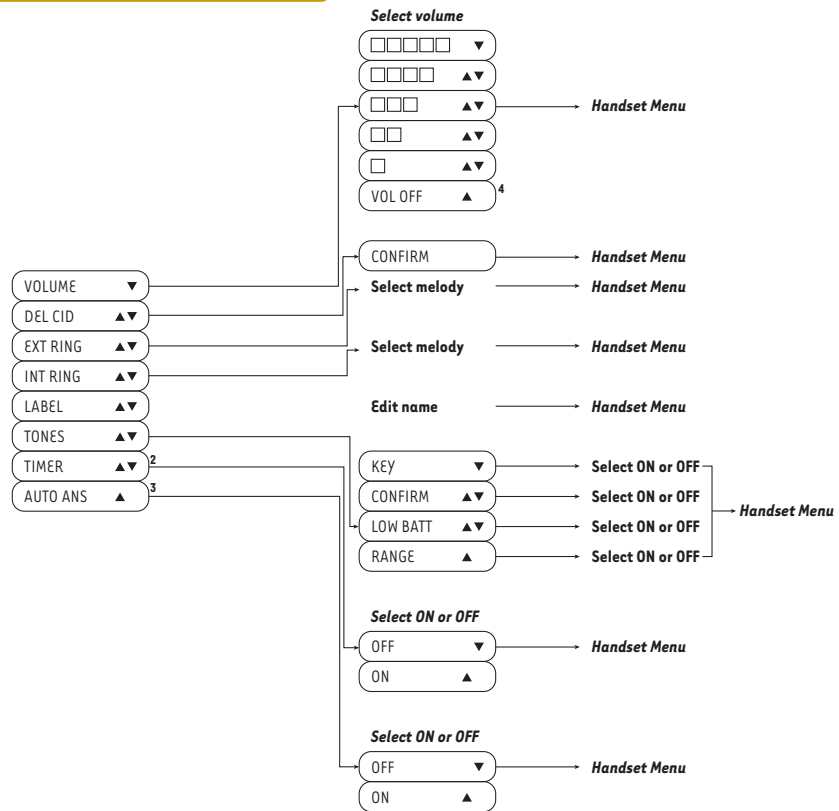 Select volume
□□□□□ ▼
□□□□ ▲▼
□□□ ▲▼
Handset Menu
□□ ▲▼
□ ▲▼
VOL OFF ▲ 4
CONFIRM
Handset Menu
VOLUME ▼
Select melody
Handset Menu
DEL CID ▲▼
EXT RING ▲▼
Select melody
Handset Menu
INT RING ▲▼
LABEL ▲▼
Edit name
Handset Menu
TONES ▲▼
TIMER ▲▼ 2
AUTO ANS ▲ 3
KEY ▼
Select ON or OFF
CONFIRM ▲▼
Select ON or OFF
LOW BATT ▲▼
Select ON or OFF
RANGE ▲
Select ON or OFF
Handset Menu
Select ON or OFF
OFF ▼
Handset Menu
ON ▲
Select ON or OFF
OFF ▼
Handset Menu
ON ▲